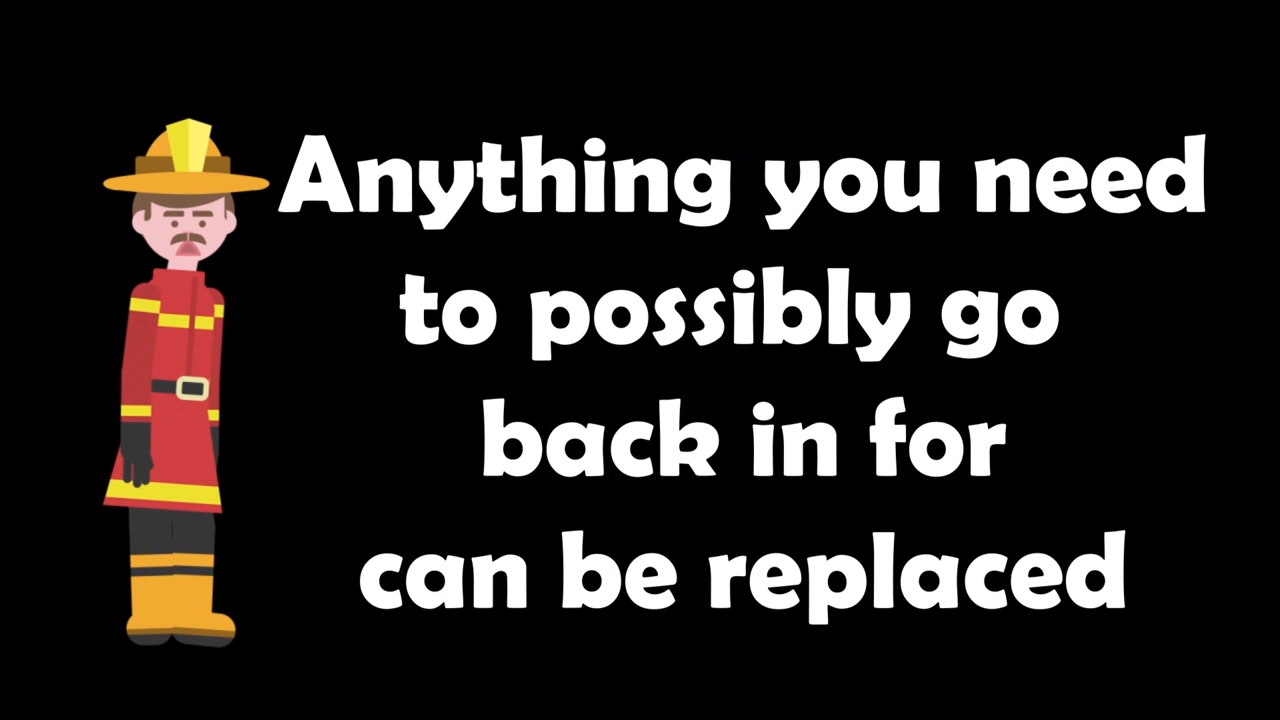 Anything you need
to possibly go
back in for
can be replaced